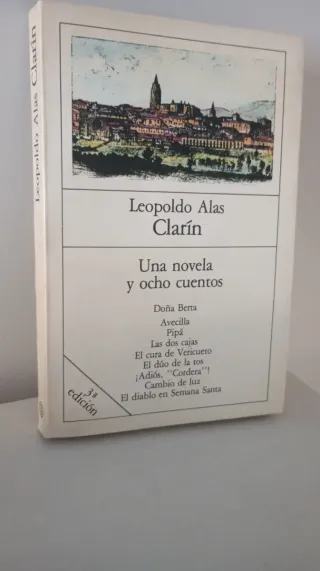 Leopoldo Alas Clarín
Leopoldo Alas
Clarín
Una novela
y ocho cuentos
Doña Berta
Avecilla
Pipá
Las dos cajas
El cura de Vericueto
El dúo de la tos
¡Adiós, "Cordera"!
Cambio de luz
El diablo en Semana Santa
3ª
edición